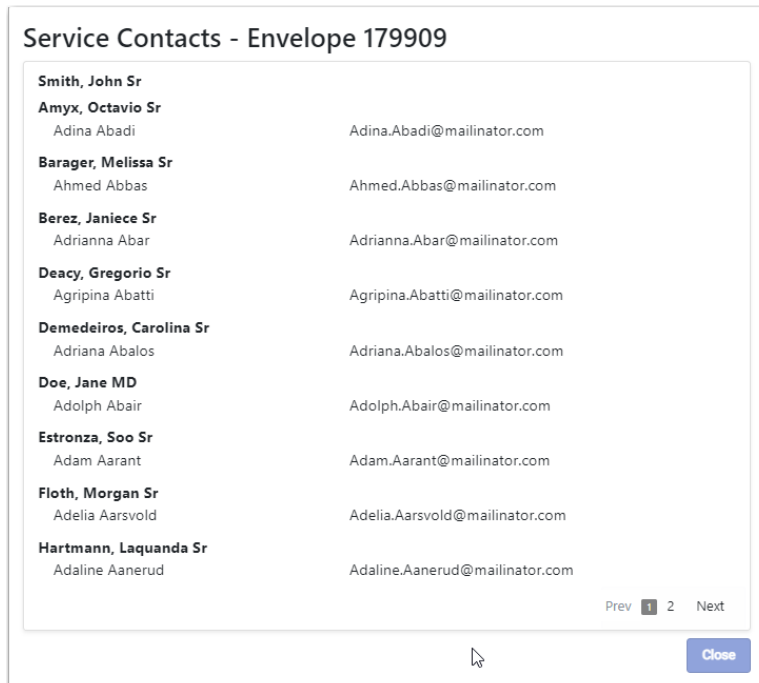 Service Contacts - Envelope 179909
Smith, John Sr
Amyx, Octavio Sr
Adina Abadi Adina.Abadi@mailinator.com
Barager, Melissa Sr
Ahmed Abbas Ahmed.Abbas@mailinator.com
Berez, Janiece Sr
Adrianna Abar Adrianna.Abar@mailinator.com
Deacy, Gregorio Sr
Agripina Abatti Agripina.Abatti@mailinator.com
Demedeiros, Carolina Sr
Adriana Abalos Adriana.Abalos@mailinator.com
Doe, Jane MD
Adolph Abair Adolph.Abair@mailinator.com
Estronza, Soo Sr
Adam Aarant Adam.Aarant@mailinator.com
Floth, Morgan Sr
Adelia Aarsvold Adelia.Aarsvold@mailinator.com
Hartmann, Laquanda Sr
Adaline Aanerud Adaline.Aanerud@mailinator.com
Prev 1 2 Next
Close